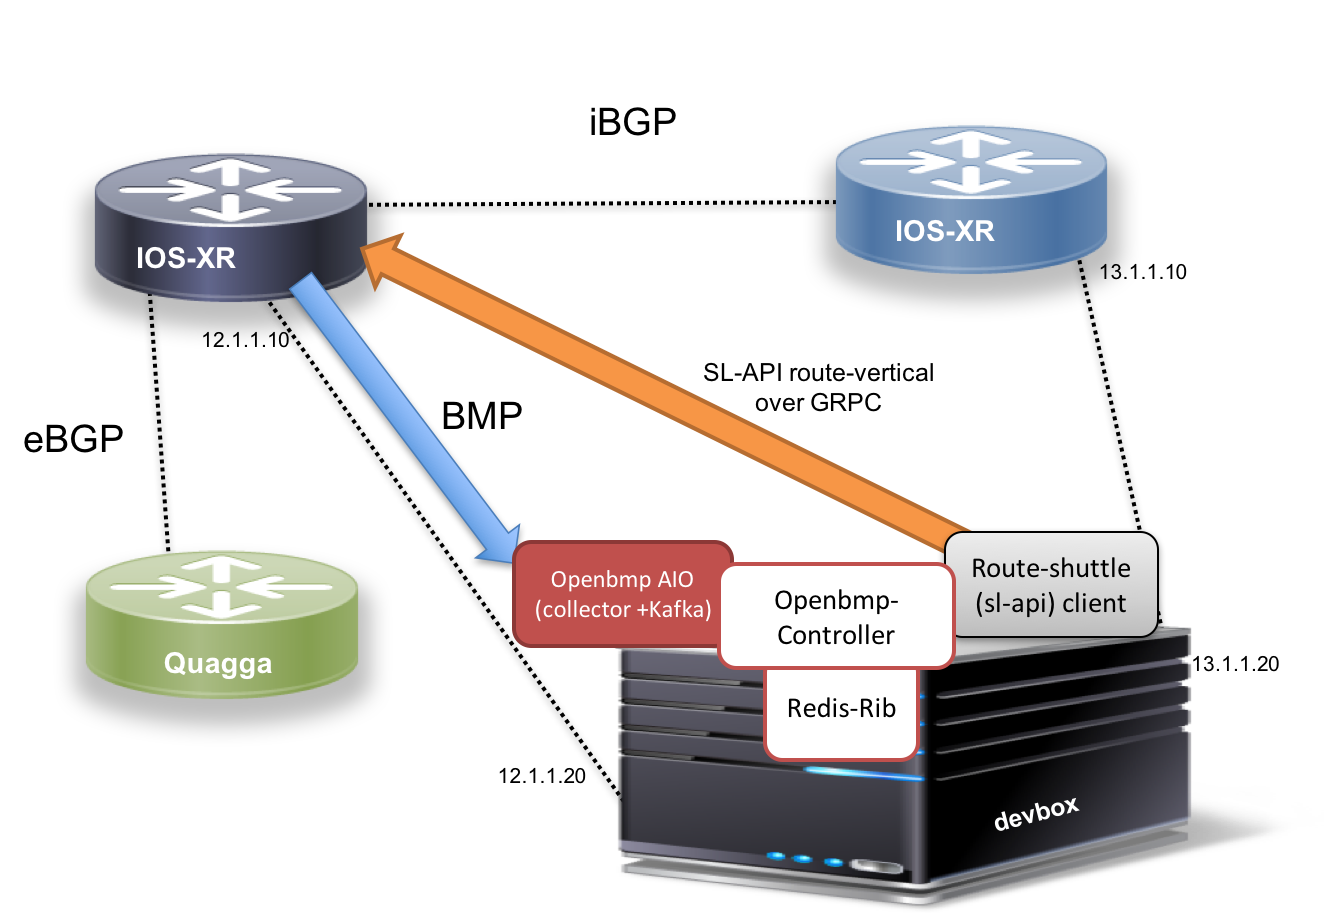 iBGP
IOS-XR
IOS-XR
13.1.1.10
12.1.1.10
SL-API route-vertical
over GRPC
BMP
eBGP
Openbmp AIO
(collector +Kafka)
Openbmp-
Controller
Route-shuttle
(sl-api) client
Quagga
13.1.1.20
Redis-Rib
12.1.1.20
devbox